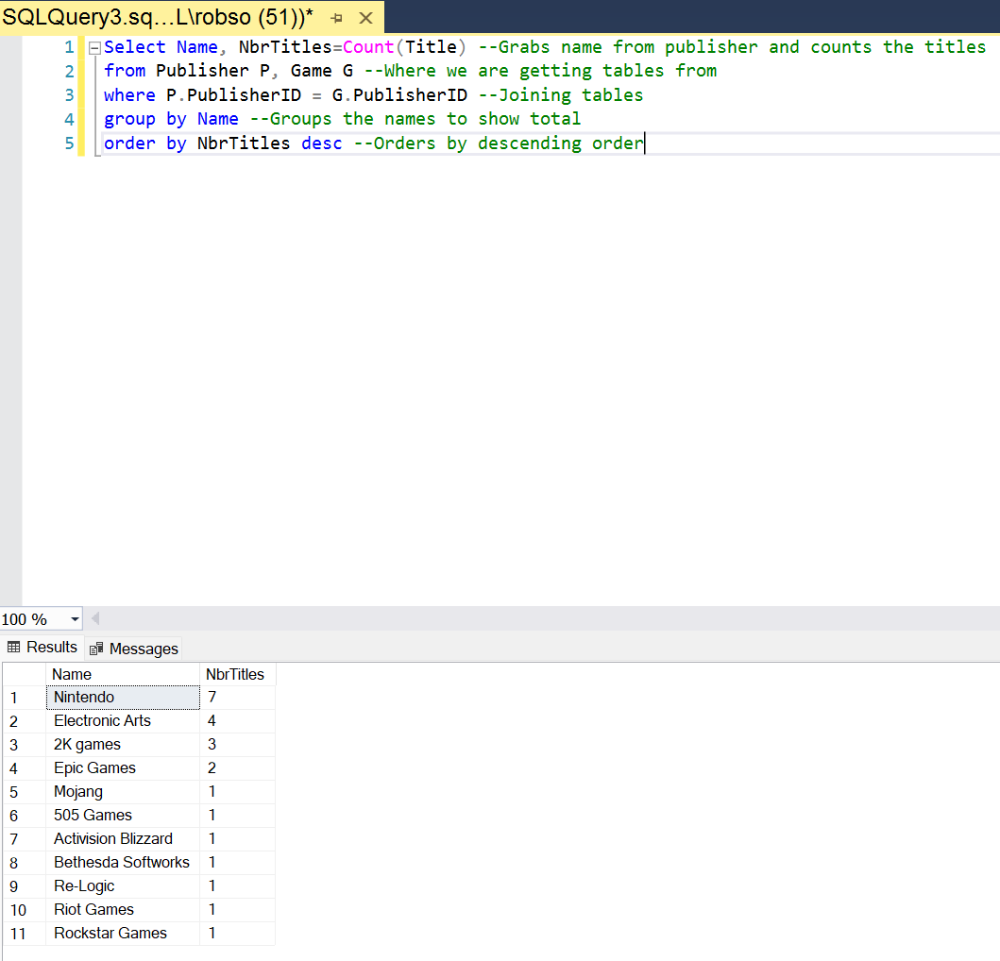 SQLQuery3.sq...L\robso (51))*
1 Select Name, NbrTitles=Count(Title) --Grabs name from publisher and counts the titles
2 from Publisher P, Game G --Where we are getting tables from
3 where P.PublisherID = G.PublisherID --Joining tables
4 group by Name --Groups the names to show total
5 order by NbrTitles desc --Orders by descending order
100 %
Results Messages
Name NbrTitles
1 Nintendo 7
2 Electronic Arts 4
3 2K games 3
4 Epic Games 2
5 Mojang 1
6 505 Games 1
7 Activision Blizzard 1
8 Bethesda Softworks 1
9 Re-Logic 1
10 Riot Games 1
11 Rockstar Games 1